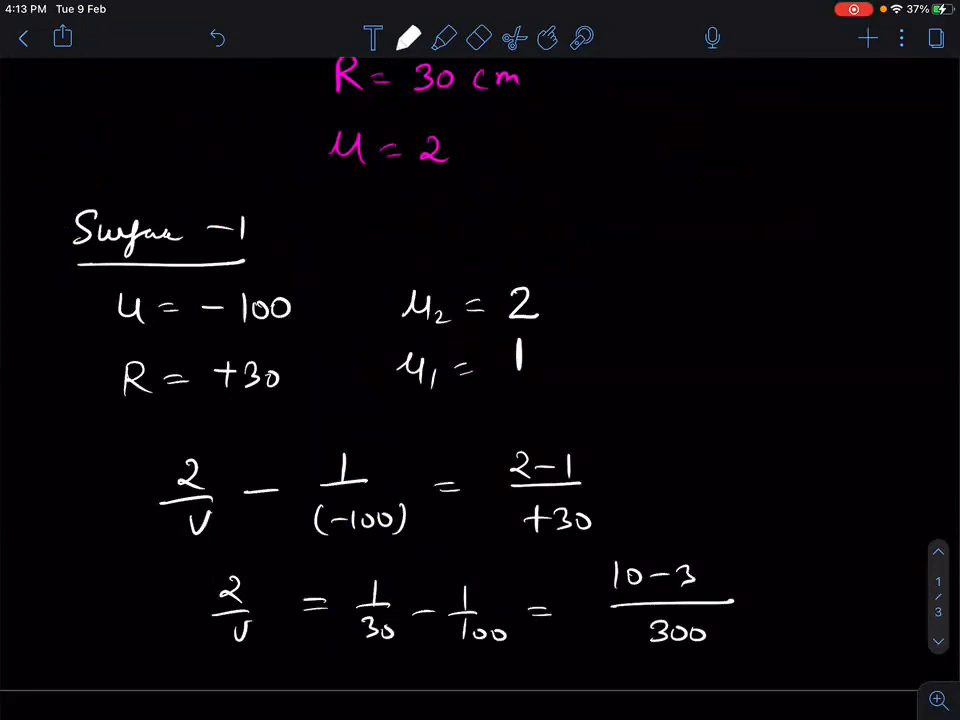 4:13 PM Tue 9 Feb 37%
T
R = 30 cm
μ = 2
Surface -1
u = - 100 μ₂ = 2
R = +30 μ₁ = 1
2/v - 1/(-100) = 2-1/+30
2/v = 1/30 - 1/100 = 10-3/300
1/3